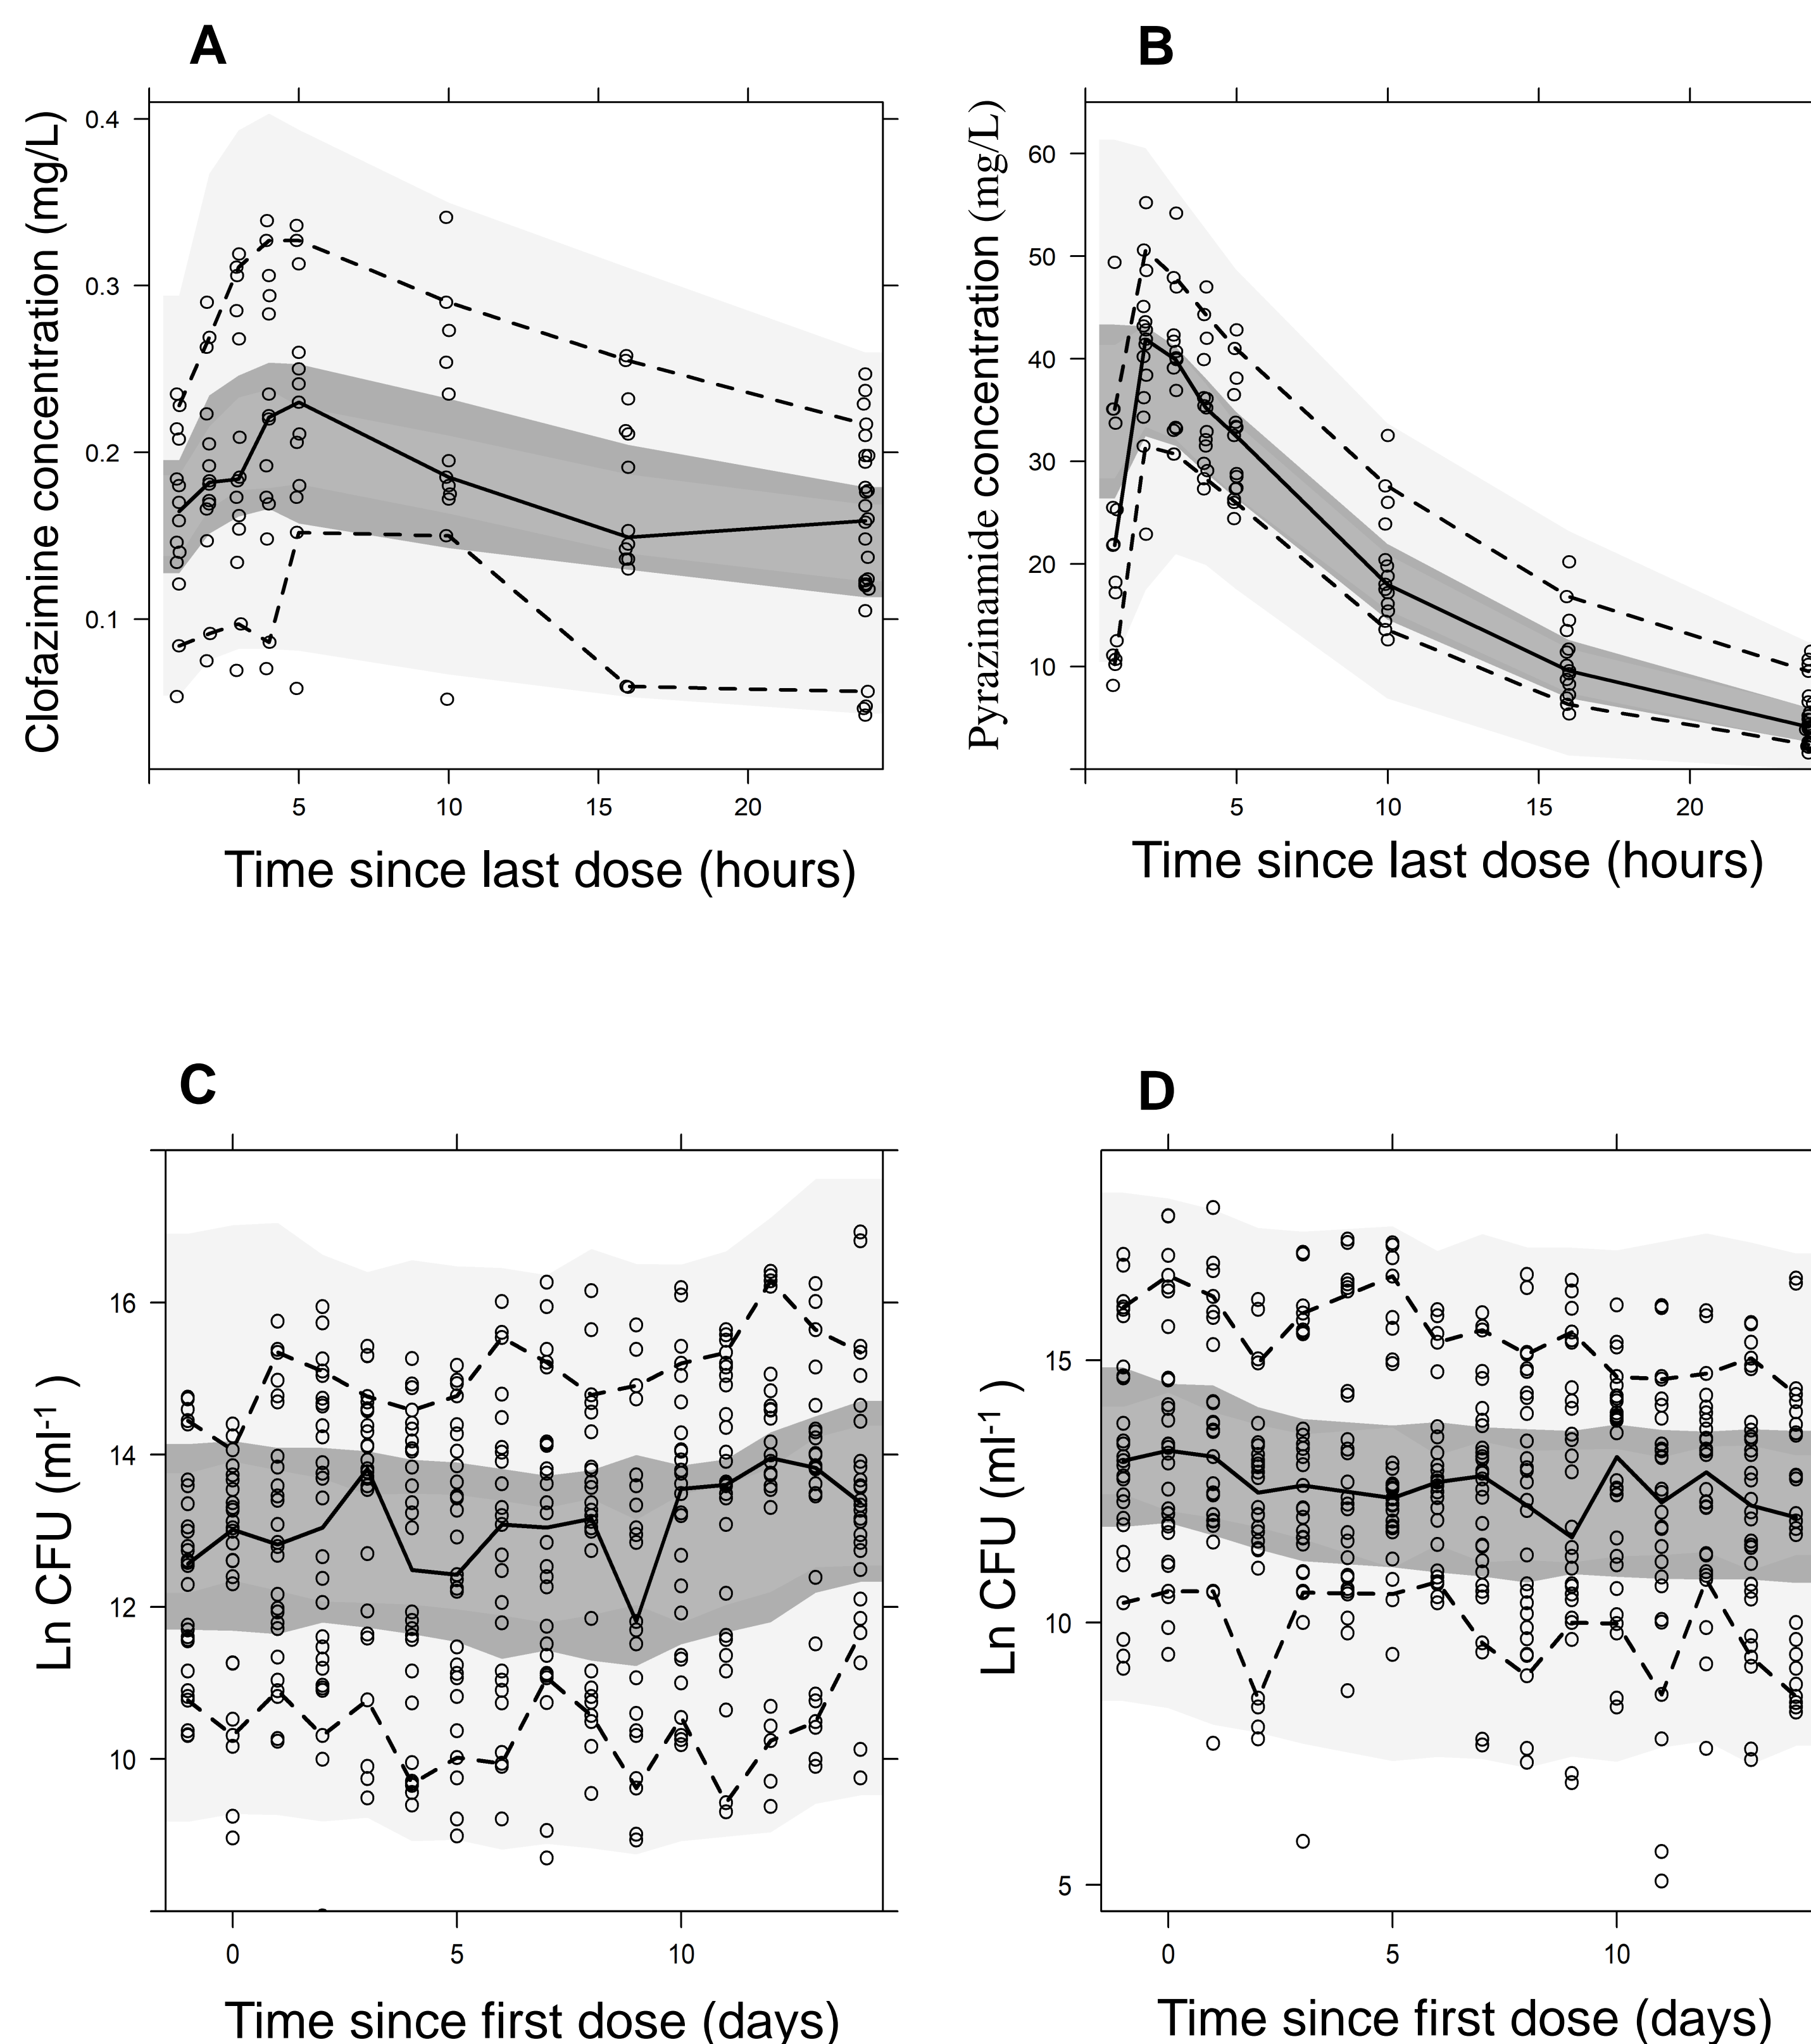 A
B
Clofazimine concentration (mg/L)
0.4
0.3
0.2
0.1
5
10
15
20
Time since last dose (hours)
Pyrazinamide concentration (mg/L)
60
50
40
30
20
10
5
10
15
20
Time since last dose (hours)
C
D
Ln CFU (ml-1 )
16
14
12
10
0
5
10
Time since first dose (days)
Ln CFU (ml-1 )
15
10
5
0
5
10
Time since first dose (days)